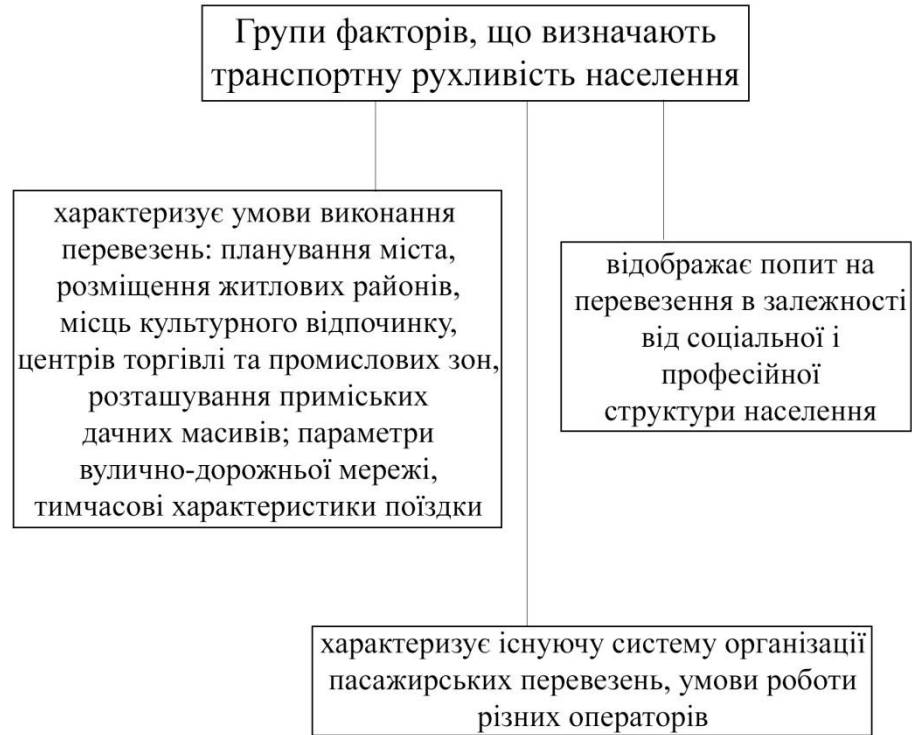 Групи факторів, що визначають
транспортну рухливість населення
характеризує умови виконання
перевезень: планування міста,
розміщення житлових районів,
місць культурного відпочинку,
центрів торгівлі та промислових зон,
розташування приміських
дачних масивів; параметри
вулично-дорожньої мережі,
тимчасові характеристики поїздки
відображає попит на
перевезення в залежності
від соціальної і
професійної
структури населення
характеризує існуючу систему організації
пасажирських перевезень, умови роботи
різних операторів